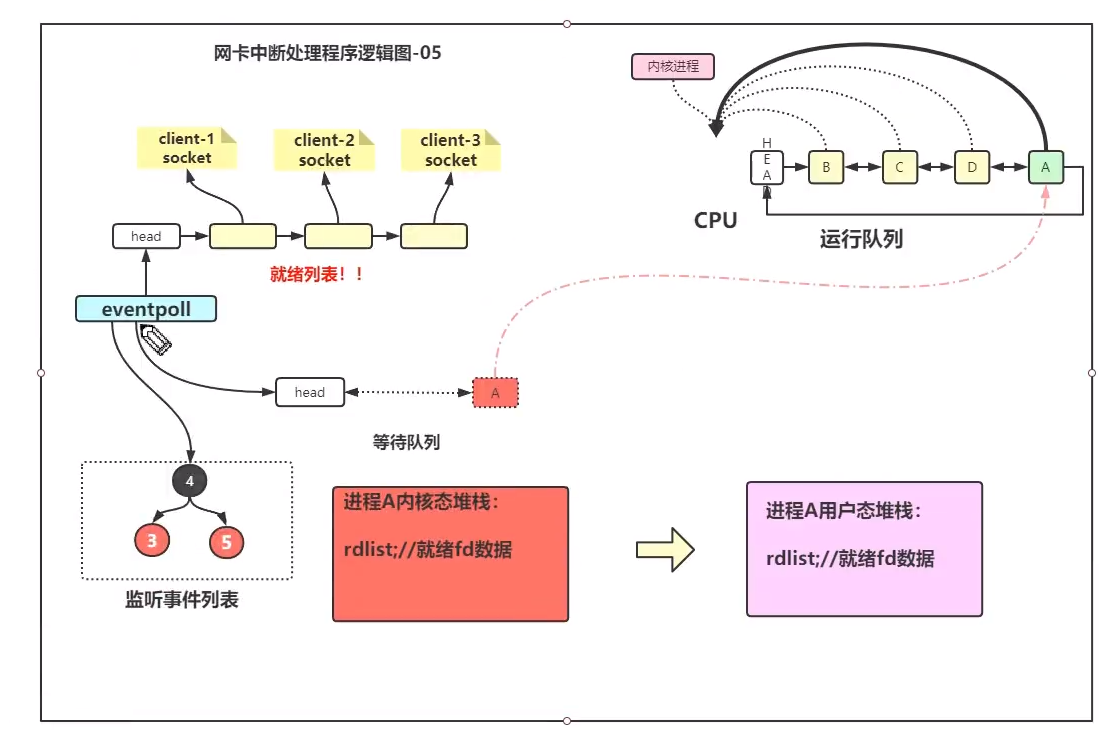 网卡中断处理程序逻辑图-05
内核进程
client-1
socket
client-2
socket
client-3
socket
HEAD
B
C
D
A
head
CPU
运行队列
就绪列表！！
eventpoll
head
A
等待队列
4
3
5
监听事件列表
进程A内核态堆栈：
rdlist;//就绪fd数据
进程A用户态堆栈：
rdlist;//就绪fd数据